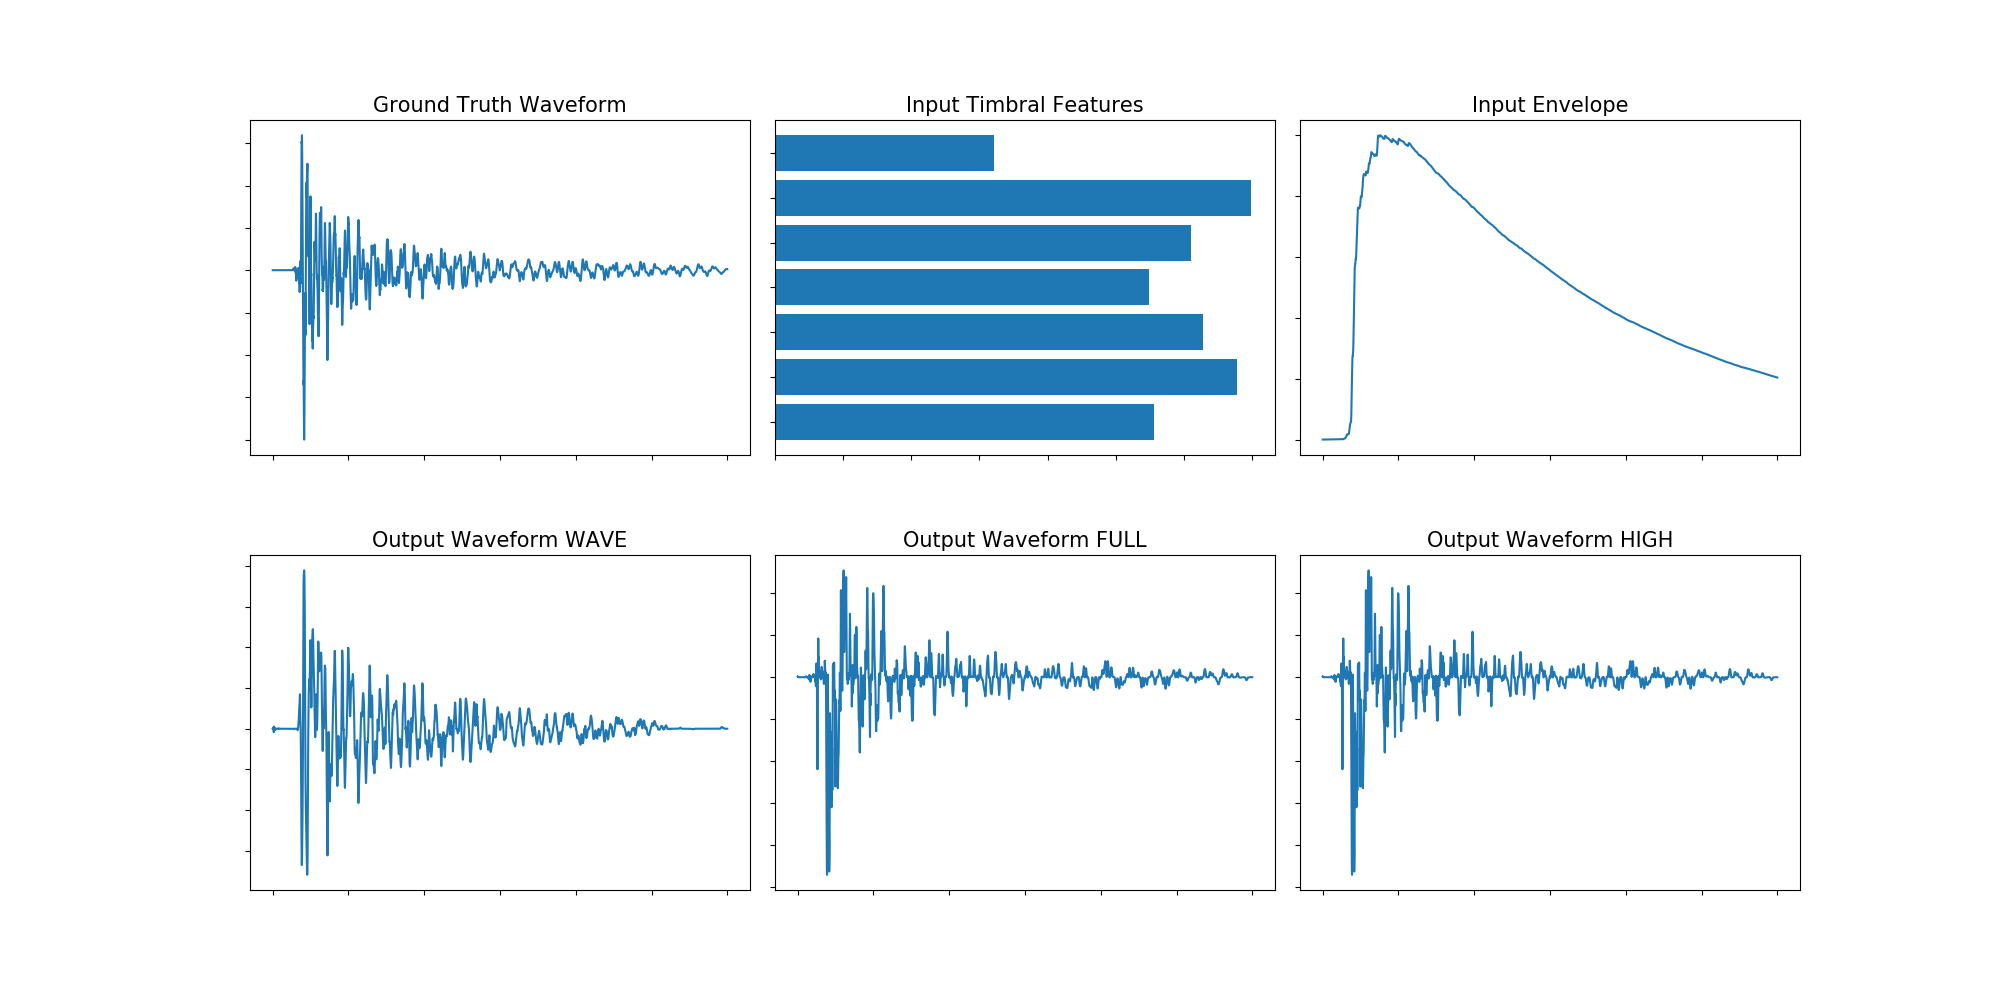 Ground Truth Waveform
Input Timbral Features
Input Envelope
Output Waveform WAVE
Output Waveform FULL
Output Waveform HIGH